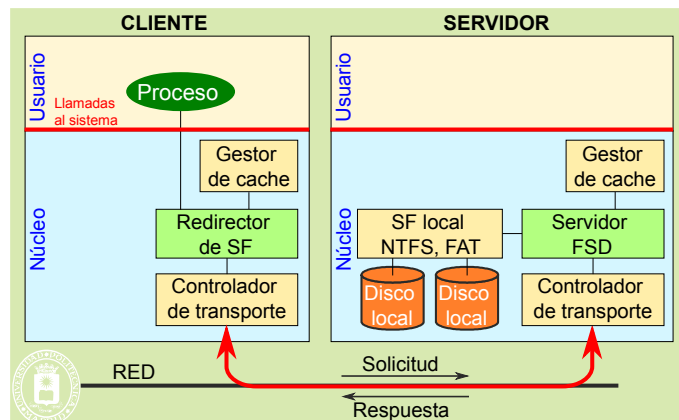 CLIENTE
SERVIDOR
Usuario
Proceso
Llamadas
al sistema
Núcleo
Gestor
de cache
Redirector
de SF
Controlador
de transporte
Usuario
Núcleo
Gestor
de cache
SF local
NTFS, FAT
Servidor
FSD
Disco
local
Disco
local
Controlador
de transporte
RED
Solicitud
Respuesta